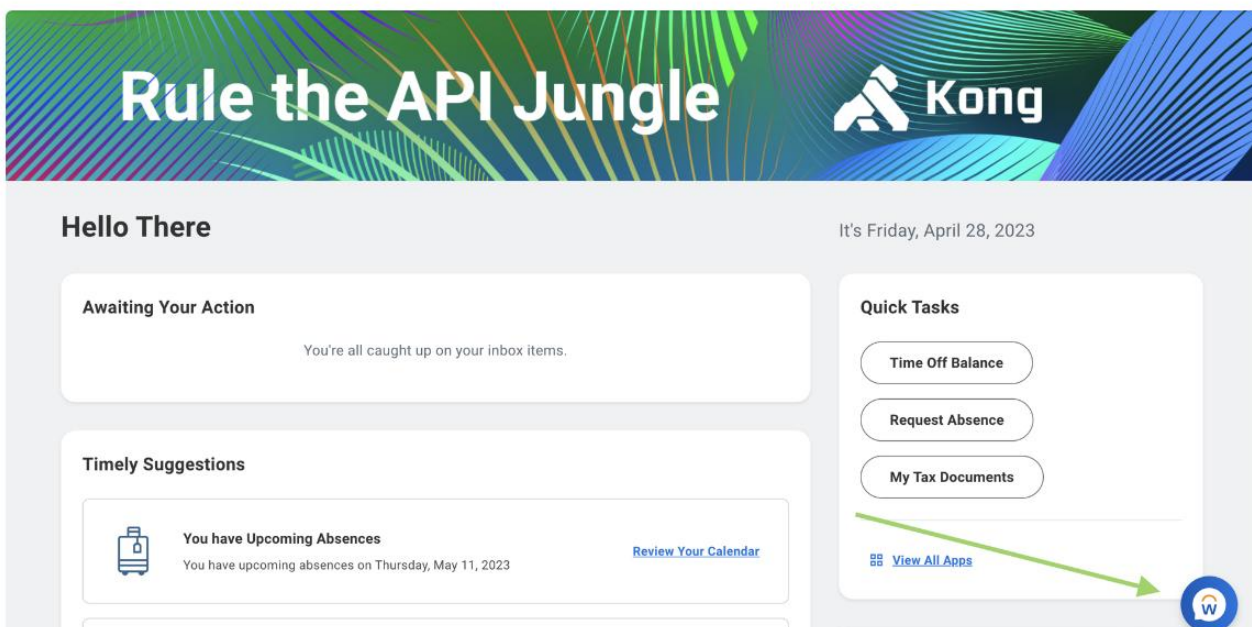 Rule the API Jungle
Kong
Hello There
It's Friday, April 28, 2023
Awaiting Your Action
You're all caught up on your inbox items.
Quick Tasks
Time Off Balance
Request Absence
My Tax Documents
View All Apps
Timely Suggestions
You have Upcoming Absences
You have upcoming absences on Thursday, May 11, 2023
Review Your Calendar
W